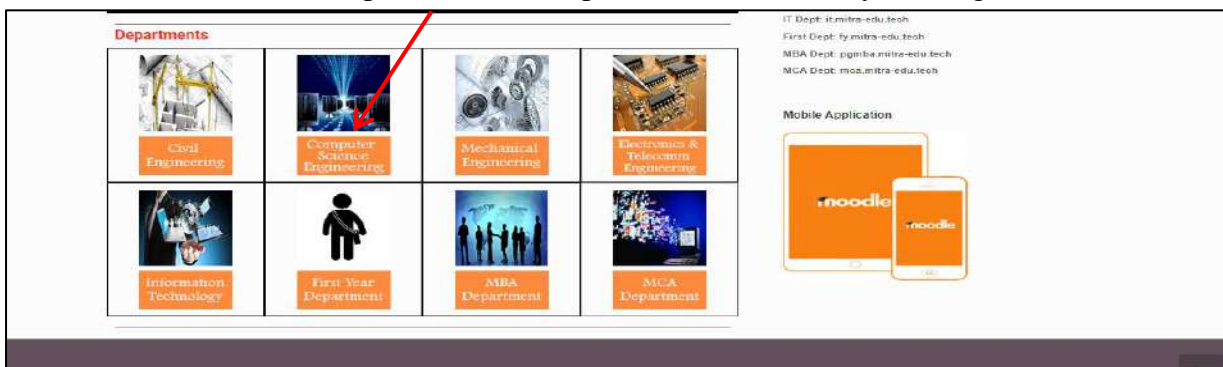 Departments
Civil
Engineering
Computer
Science
Engineering
Mechanical
Engineering
Electronics &
Telecomm
Engineering
Information
Technology
First Year
Department
MBA
Department
MCA
Department
IT Dept: it.mitra-edu.tech
First Dept: fy.mitra-edu.tech
MBA Dept: pgmba.mitra-edu.tech
MCA Dept: mca.mitra-edu.tech
Mobile Application
moodle
moodle